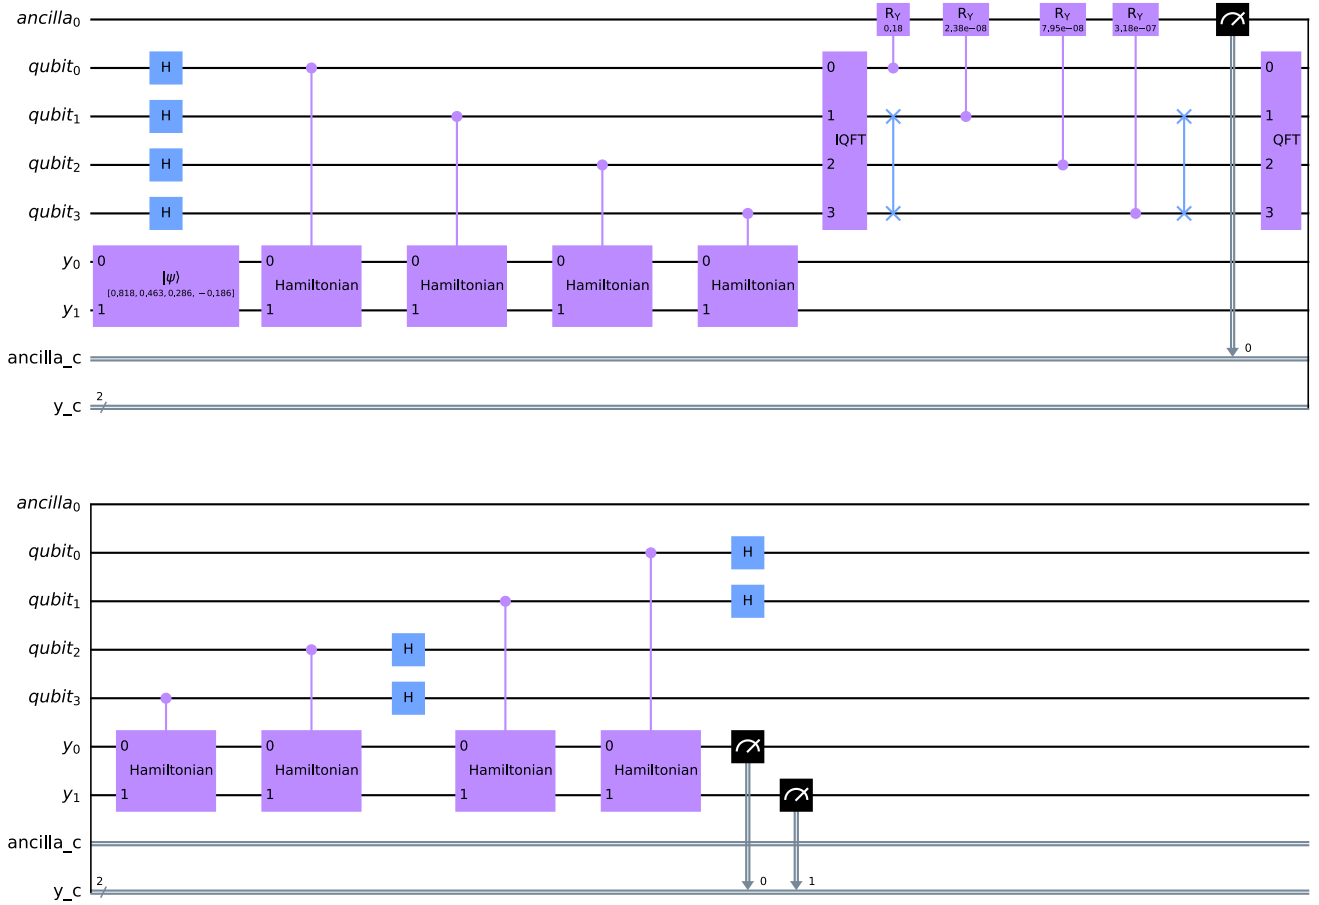 ancilla₀ R_Y 0,18 R_Y 2,38e−08 R_Y 7,95e−08 R_Y 3,18e−07
qubit₀ H 0 0
qubit₁ H 1 1
IQFT QFT
qubit₂ H 2 2
qubit₃ H 3 3
y₀ 0 0 0 0 0
|ψ⟩ Hamiltonian Hamiltonian Hamiltonian Hamiltonian
[0,818, 0,463, 0,286, −0,186]
y₁ 1 1 1 1 1
ancilla_c 0
y_c 2
ancilla₀
qubit₀ H
qubit₁ H
qubit₂ H
qubit₃ H
y₀ 0 0 0 0
Hamiltonian Hamiltonian Hamiltonian Hamiltonian
y₁ 1 1 1 1
ancilla_c
y_c 2 0 1